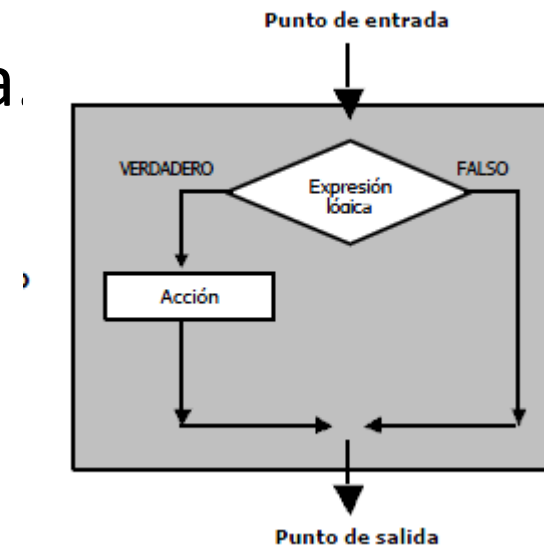 Punto de entrada
a.
VERDADERO
FALSO
Expresión
lógica
Acción
Punto de salida